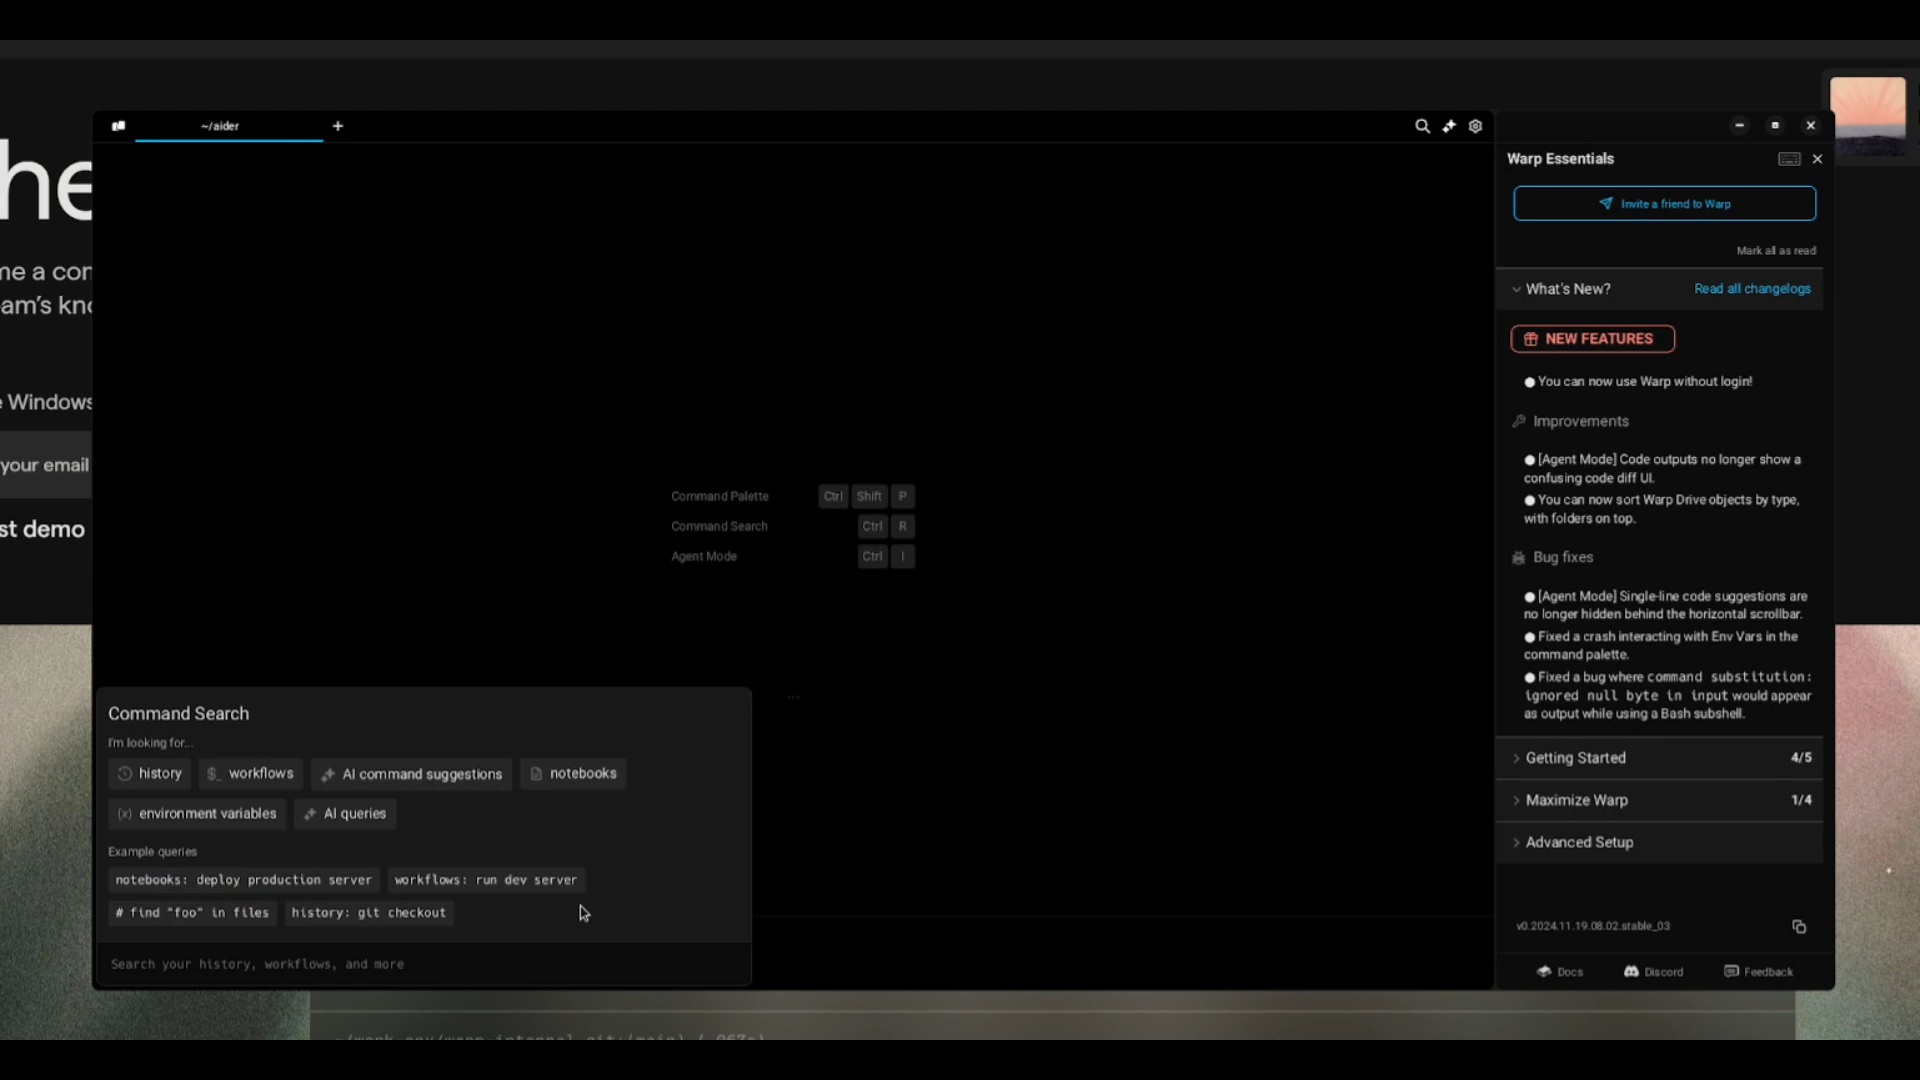 he
me a con
am's kno
Windows
your email
st demo
~/aider
+
Command Palette Ctrl Shift P
Command Search Ctrl R
Agent Mode Ctrl I
Command Search
I'm looking for...
history workflows AI command suggestions notebooks
environment variables AI queries
Example queries
notebooks: deploy production server workflows: run dev server
# find "foo" in files history: git checkout
Search your history, workflows, and more
Warp Essentials
Invite a friend to Warp
Mark all as read
What's New? Read all changelogs
NEW FEATURES
You can now use Warp without login!
Improvements
[Agent Mode] Code outputs no longer show a
confusing code diff UI.
You can now sort Warp Drive objects by type,
with folders on top.
Bug fixes
[Agent Mode] Single-line code suggestions are
no longer hidden behind the horizontal scrollbar.
Fixed a crash interacting with Env Vars in the
command palette.
Fixed a bug where command substitution:
ignored null byte in input would appear
as output while using a Bash subshell.
Getting Started 4/5
Maximize Warp 1/4
Advanced Setup
v0.2024.11.19.08.02.stable_03
Docs Discord Feedback